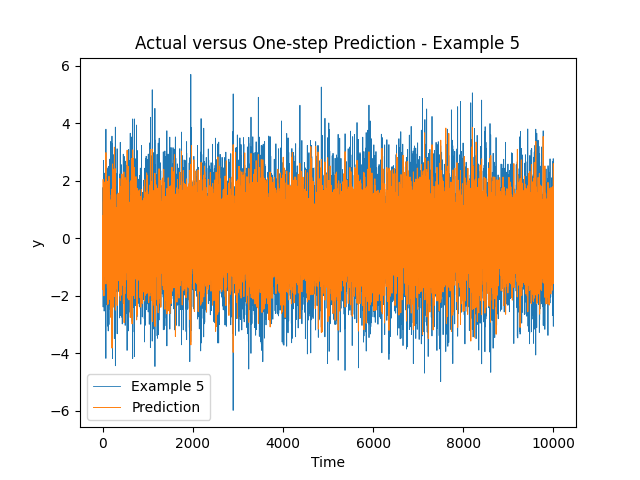 Actual versus One-step Prediction - Example 5
6
4
2
0
−2
−4
−6
y
Example 5
Prediction
0 2000 4000 6000 8000 10000
Time